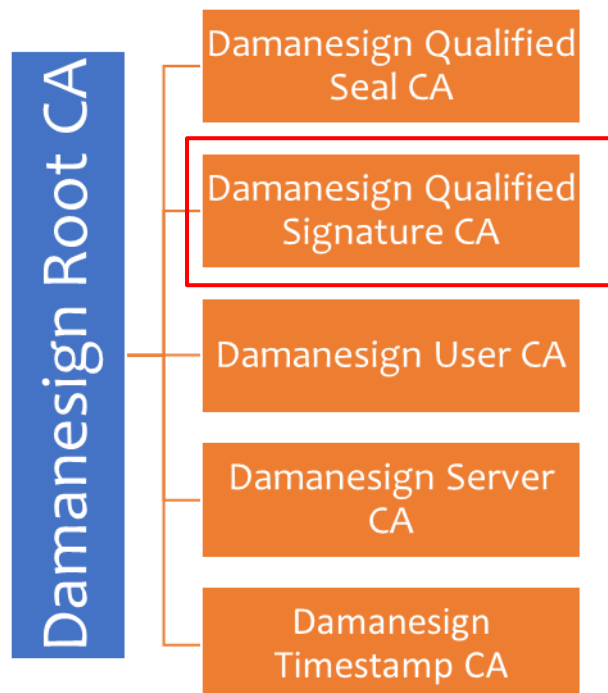 Damanesign Root CA
Damanesign Qualified
Seal CA
Damanesign Qualified
Signature CA
Damanesign User CA
Damanesign Server
CA
Damanesign
Timestamp CA